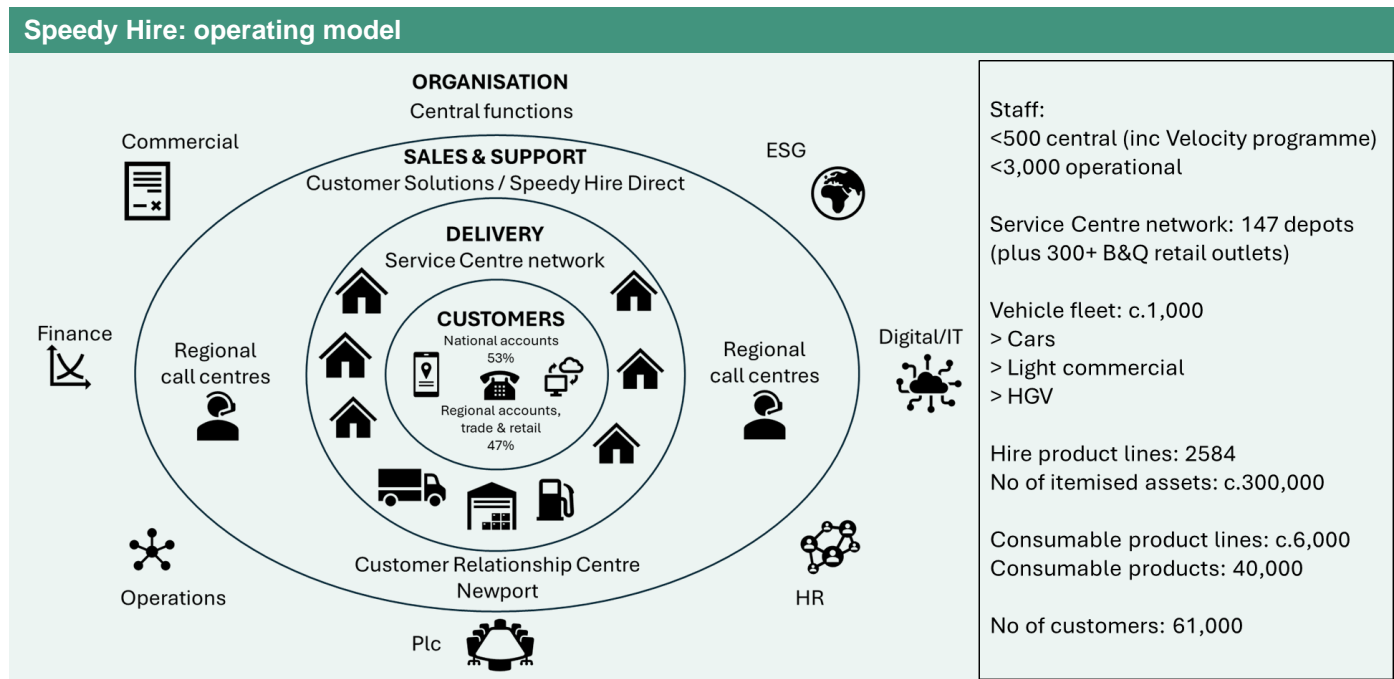 Speedy Hire: operating model
ORGANISATION
Central functions
Commercial
ESG
SALES & SUPPORT
Customer Solutions / Speedy Hire Direct
DELIVERY
Service Centre network
CUSTOMERS
National accounts
53%
Regional accounts,
trade & retail
47%
Finance
Regional
call centres
Regional
call centres
Digital/IT
Customer Relationship Centre
Newport
Operations
HR
Plc
Staff:
<500 central (inc Velocity programme)
<3,000 operational
Service Centre network: 147 depots
(plus 300+ B&Q retail outlets)
Vehicle fleet: c.1,000
> Cars
> Light commercial
> HGV
Hire product lines: 2584
No of itemised assets: c.300,000
Consumable product lines: c.6,000
Consumable products: 40,000
No of customers: 61,000